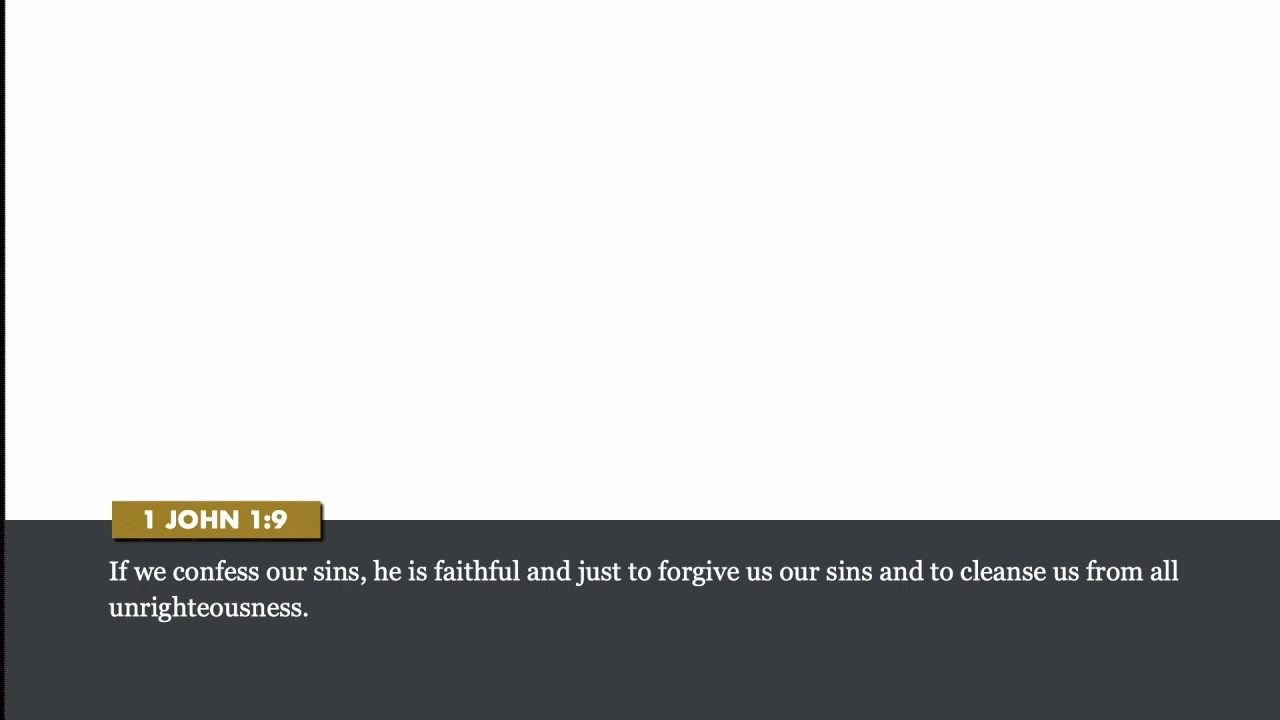 1 JOHN 1:9
If we confess our sins, he is faithful and just to forgive us our sins and to cleanse us from all
unrighteousness.